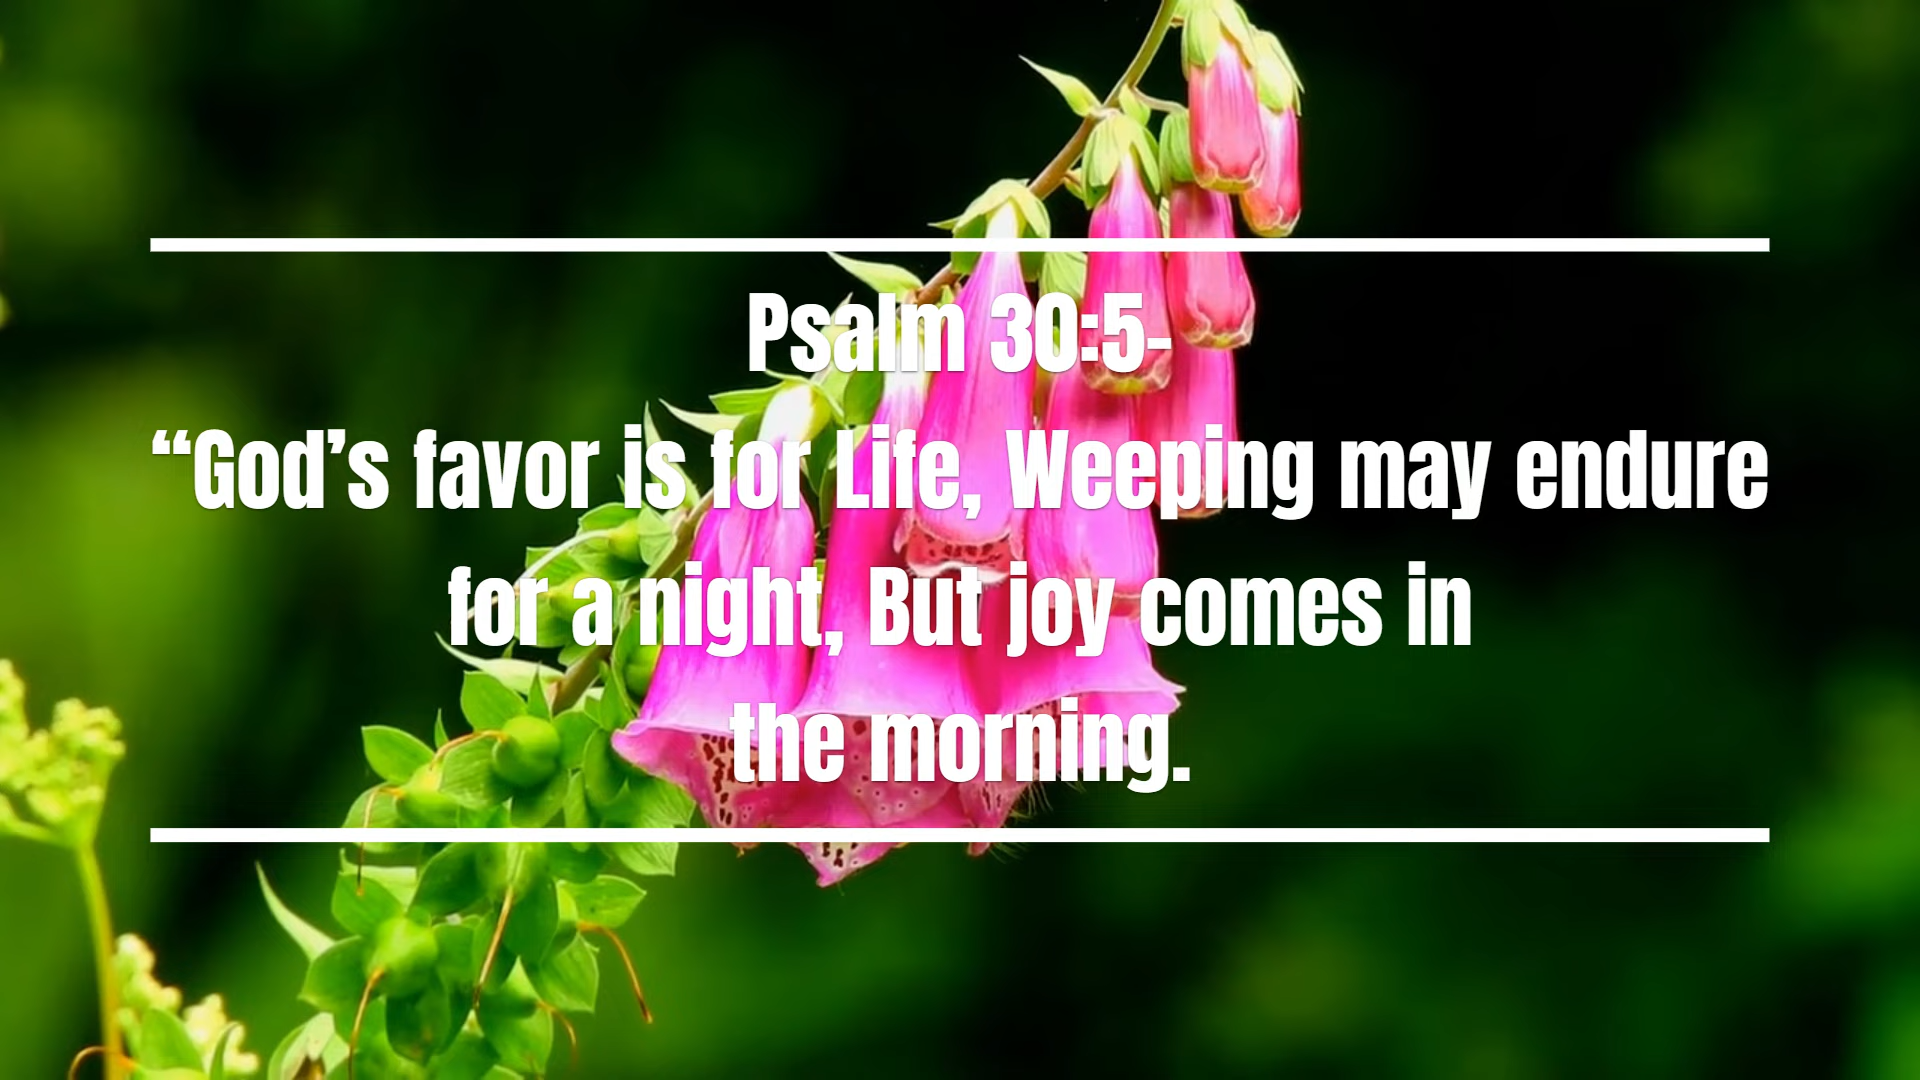 Psalm 30:5-
“God’s favor is for Life, Weeping may endure
for a night, But joy comes in
the morning.